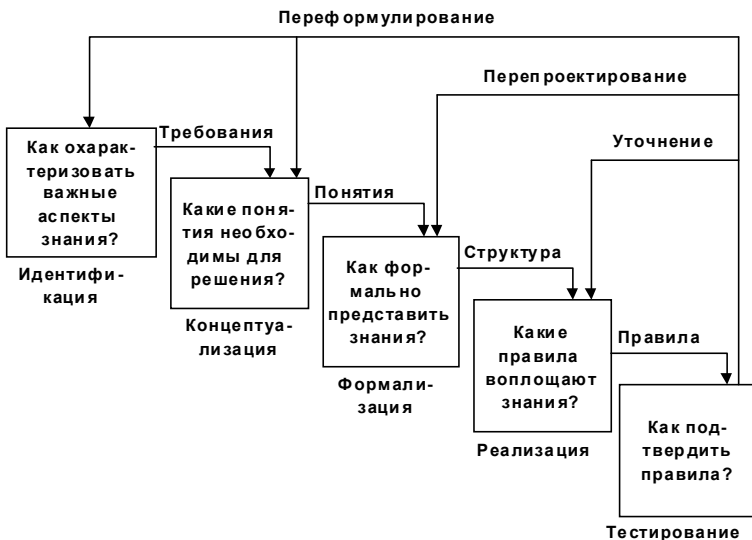 Переформулирование
Перепроектирование
Уточнение
Требования
Как охарак-
теризовать
важные
аспекты
знания?
Идентифи-
кация
Понятия
Какие поня-
тия необхо-
димы для
решения?
Концептуа-
лизация
Структура
Как фор-
мально
представить
знания?
Формали-
зация
Правила
Какие
правила
воплощают
знания?
Реализация
Как под-
твердить
правила?
Тестирование